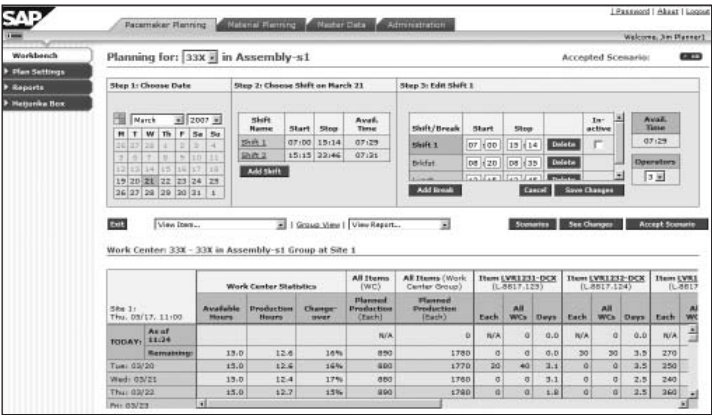 SAP
| Password | About | Logout
Pacemaker Planning
Material Planning
Master Data
Administration
Welcome, Jim Planner1
Workbench
Plan Settings
Reports
Heijunka Box
Planning for: 33X in Assembly-s1
Accepted Scenario:
Step 1: Choose Date
March 2007
M T W Th F Sa Su
19 20 21 22 23 24 25
26 27 28 29 30 31 1
Step 2: Choose Shift on March 21
Shift Name Start Stop Avail. Time
Shift 1 07:00 15:14 07:29
Shift 2 15:15 23:46 07:31
Add Shift
Step 3: Edit Shift 1
Shift/Break Start Stop In-active
Shift 1 07:00 15:14 Delete
Brkfst 08:20 08:35 Delete
Add Break Cancel Save Changes
Avail. Time
07:29
Operators
3
Exit View Item... | Group View | View Report... Scenarios See Changes Accept Scenario
Work Center: 33X - 33X in Assembly-s1 Group at Site 1
Site 1:
Thu. 03/17, 11:00
Work Center Statistics
All Items (WC)
All Items (Work Center Group)
Item LVR1231-DCX (L-8817.123)
Item LVR1232-DCX (L-8817.124)
Item LVR1 (L-8817
Available Hours Production Hours Change-over Planned Production (Each) Planned Production (Each) Each All WCs Days Each All WCs Days Each
TODAY: As of 11:24 N/A 0 N/A 0 0.0 N/A 0 0.0 N/A
Remaining: 15.0 12.6 16% 890 1780 0 0 0.0 30 30 3.5 270
Tue: 03/20 15.0 12.6 16% 880 1770 20 40 3.1 0 0 3.5 250
Wed: 03/21 15.0 12.4 17% 880 1760 0 0 3.1 0 0 2.5 240
Thu: 03/22 15.0 12.7 15% 890 1780 0 0 1.8 0 0 2.5 360
Fri: 03/23